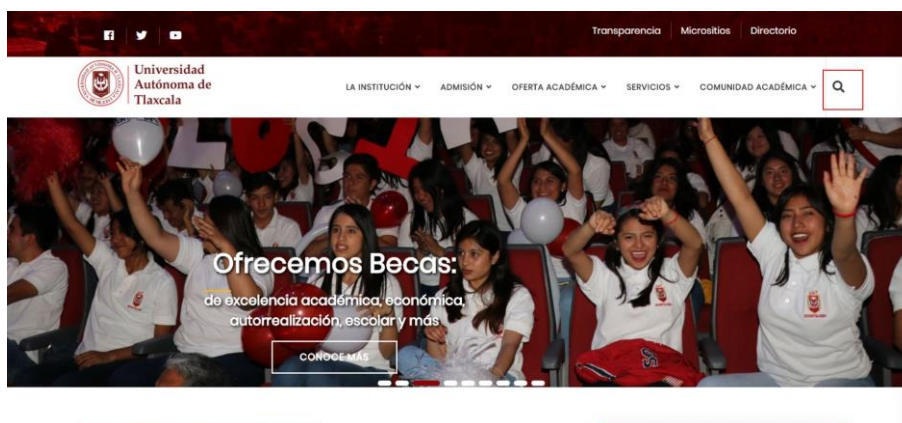 Transparencia Micrositios Directorio
Universidad
Autónoma de
Tlaxcala
LA INSTITUCIÓN ADMISIÓN OFERTA ACADÉMICA SERVICIOS COMUNIDAD ACADÉMICA
Ofrecemos Becas:
de excelencia académica, económica,
autorrealización, escolar y más
CONOCE MÁS